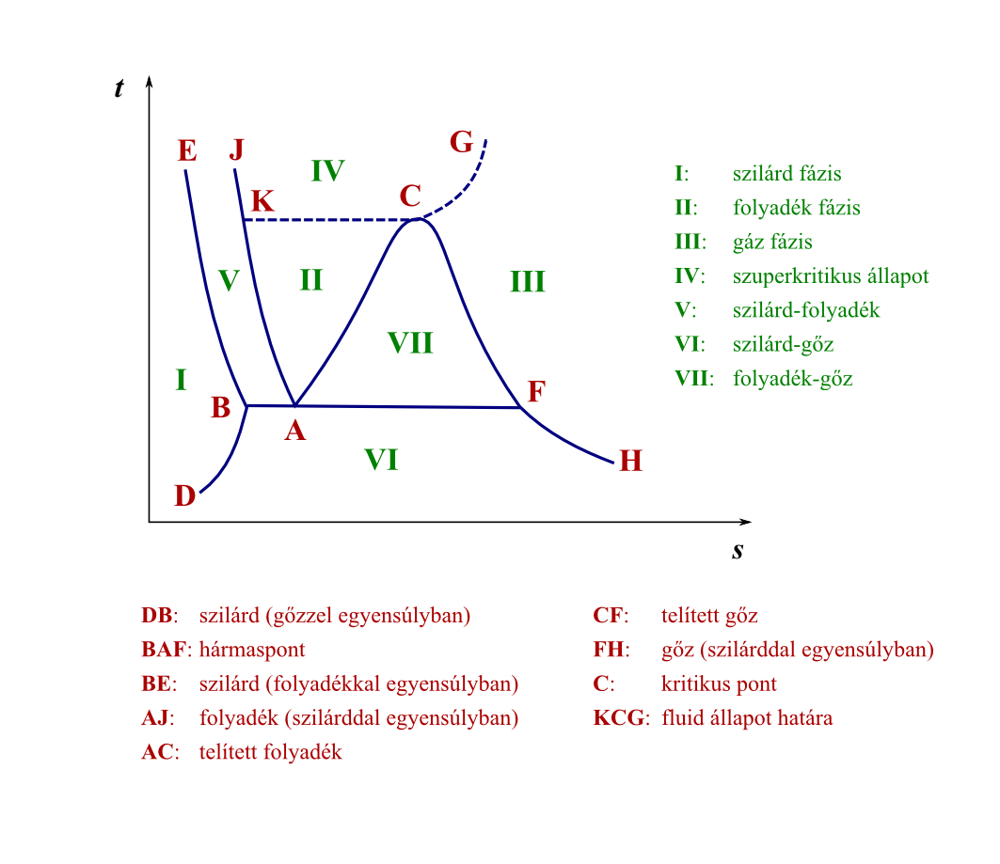 t
E
J
G
IV
K
C
I: szilárd fázis
II: folyadék fázis
III: gáz fázis
IV: szuperkritikus állapot
V: szilárd-folyadék
VI: szilárd-gőz
VII: folyadék-gőz
V
II
III
VII
I
B
F
A
VI
H
D
s
DB: szilárd (gőzzel egyensúlyban)
BAF: hármaspont
BE: szilárd (folyadékkal egyensúlyban)
AJ: folyadék (szilárddal egyensúlyban)
AC: telített folyadék
CF: telített gőz
FH: gőz (szilárddal egyensúlyban)
C: kritikus pont
KCG: fluid állapot határa